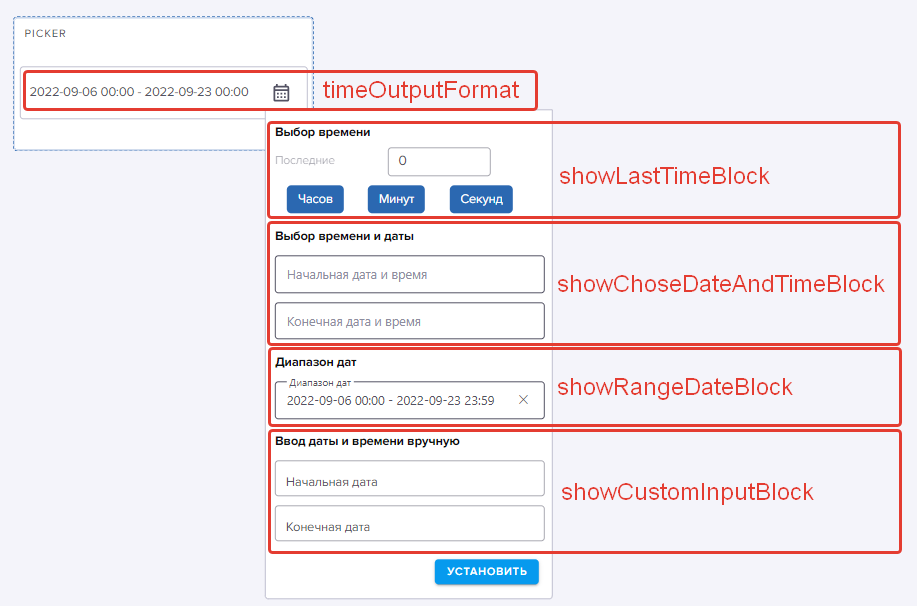 PICKER
2022-09-06 00:00 - 2022-09-23 00:00
timeOutputFormat
Выбор времени
Последние
0
Часов
Минут
Секунд
showLastTimeBlock
Выбор времени и даты
Начальная дата и время
Конечная дата и время
showChoseDateAndTimeBlock
Диапазон дат
Диапазон дат
2022-09-06 00:00 - 2022-09-23 23:59
showRangeDateBlock
Ввод даты и времени вручную
Начальная дата
Конечная дата
showCustomInputBlock
УСТАНОВИТЬ